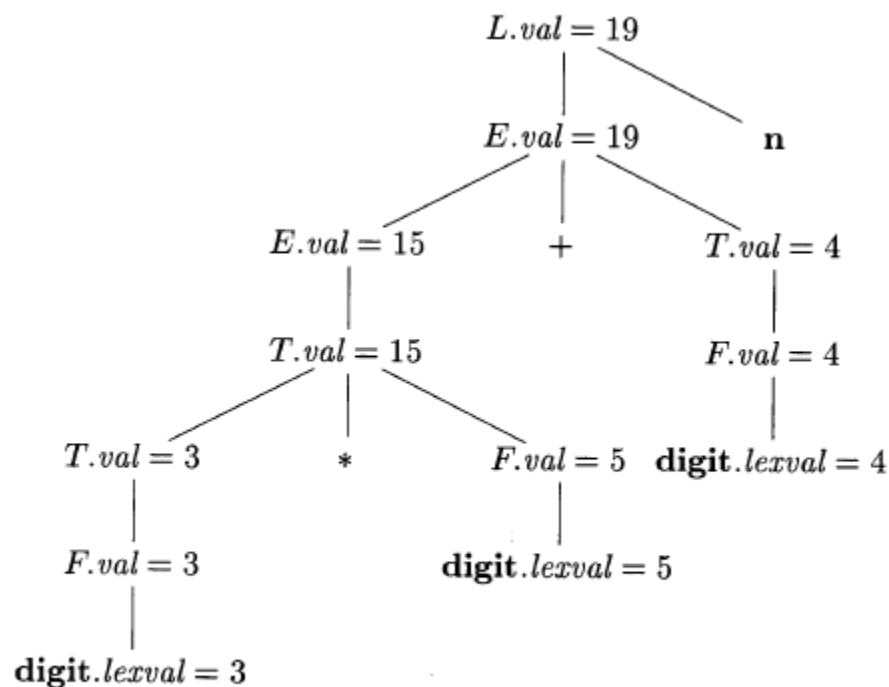 L.val = 19
E.val = 19 n
E.val = 15 + T.val = 4
T.val = 15 F.val = 4
T.val = 3 * F.val = 5 digit.lexval = 4
F.val = 3 digit.lexval = 5
digit.lexval = 3